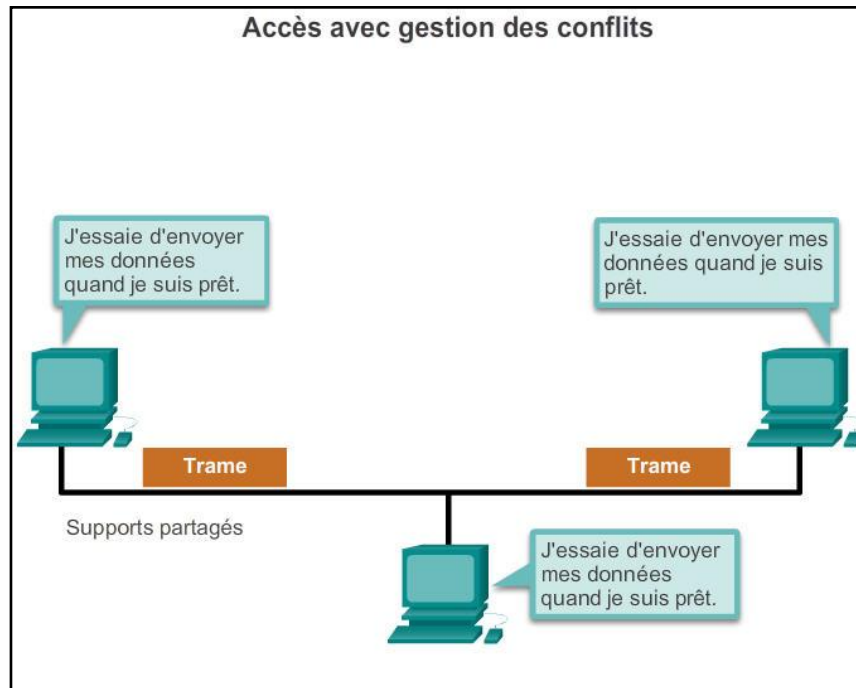 Accès avec gestion des conflits
J'essaie d'envoyer
mes données
quand je suis prêt.
J'essaie d'envoyer mes
données quand je suis
prêt.
Trame
Trame
Supports partagés
J'essaie d'envoyer
mes données
quand je suis prêt.